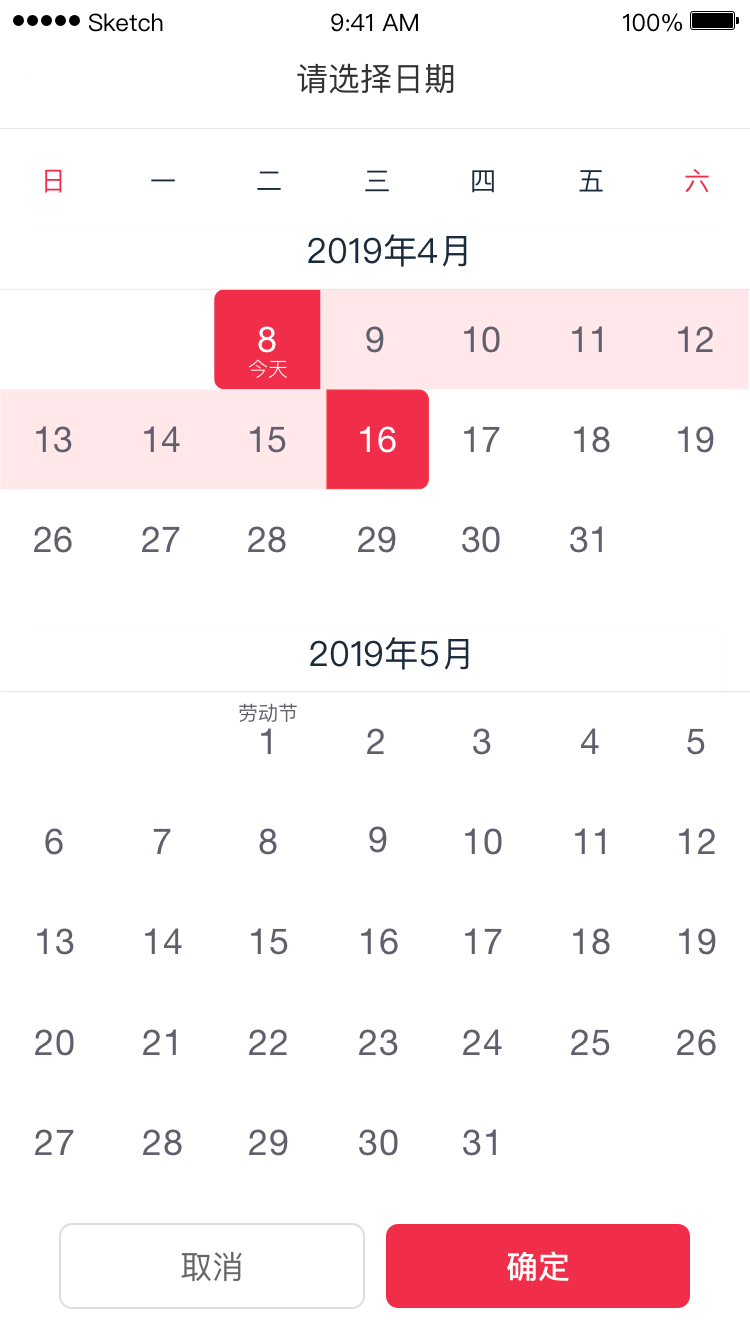 ●●●●● Sketch 9:41 AM 100%
请选择日期
日 一 二 三 四 五 六
2019年4月
8 9 10 11 12
今天
13 14 15 16 17 18 19
26 27 28 29 30 31
2019年5月
劳动节
1 2 3 4 5
6 7 8 9 10 11 12
13 14 15 16 17 18 19
20 21 22 23 24 25 26
27 28 29 30 31
取消 确定